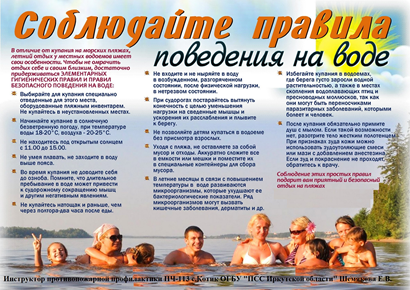 Соблюдайте правила
поведения на воде
В отличие от купания на морских пляжах,
летний отдых у местных водоемов имеет
свои особенности. Чтобы не омрачить
отдых себе и своим близким, достаточно
придерживаться ЭЛЕМЕНТАРНЫХ
ГИГИЕНИЧЕСКИХ ПРАВИЛ И ПРАВИЛ
БЕЗОПАСНОГО ПОВЕДЕНИЯ НА ВОДЕ:
Выбирайте для купания специально
отведенные для этого места,
оборудованные пляжным инвентарем.
Не купайтесь в неустановленных местах.
Начинайте купание в солнечную
безветренную погоду, при температуре
воды 18-20°С, воздуха - 20-25°С
Не находитесь под открытым солнцем
с 11.00 до 15.00.
Не умея плавать, не заходите в воду
выше пояса.
Во время купания не доводите себя
до озноба. Помните, что длительное
пребывание в воде может привести
к судорожному сокращению мышц
и другим негативным явлениям.
Не купайтесь натощак и раньше, чем
через полтора-два часа после еды.
Не входите и не ныряйте в воду
в возбужденном, разгоряченном
состоянии, после физической нагрузки,
в нетрезвом состоянии.
При судорогах постарайтесь вытянуть
конечность с целью уменьшения
нагрузки на сведенные мышцы и
ускорения их расслабления и плывите
к берегу.
Не позволяйте детям купаться в водоеме
без присмотра взрослых.
Уходя с пляжа, не оставляйте за собой
мусор и отходы. Аккуратно сложите все
в емкости или мешки и поместите их
в специальные контейнеры для сбора
мусора.
В летние месяцы в связи с повышением
температуры в воде развиваются
микроорганизмы, которые ухудшают ее
бактериологические показатели. Ряд
микроорганизмов могут вызвать
кишечные заболевания, дерматиты и др.
Избегайте купания в водоемах,
где берега густо заросли водной
растительностью, а также в местах
скопления водоплавающих птиц и
пресноводных моллюсков, так как
они могут быть переносчиками
паразитарных заболеваний, которыми
болеет и человек.
После купания обязательно примите
душ с мылом. Если такой возможности
нет, разотрите тело жестким полотенцем.
При признаках зуда кожи можно
использовать зудоутоляющие смеси
или мази с добавлением анестезина.
Если зуд и покраснение не проходят,
обратитесь к врачу.
Соблюдение этих простых правил
подарит вам приятный и безопасный
отдых на пляжах
Инструктор противопожарной профилактики ПЧ-113 с.Котик ОГБУ "ПСС Иркутской области" Шемякова Е.В.